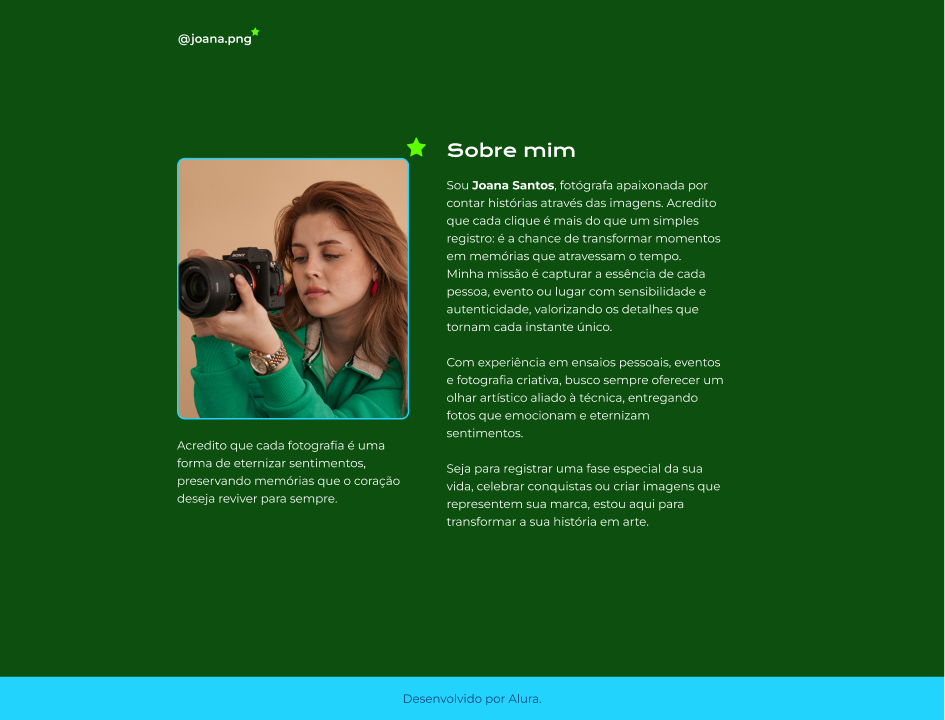 @joana.png
Sobre mim
Sou Joana Santos, fotógrafa apaixonada por
contar histórias através das imagens. Acredito
que cada clique é mais do que um simples
registro: é a chance de transformar momentos
em memórias que atravessam o tempo.
Minha missão é capturar a essência de cada
pessoa, evento ou lugar com sensibilidade e
autenticidade, valorizando os detalhes que
tornam cada instante único.
Com experiência em ensaios pessoais, eventos
e fotografia criativa, busco sempre oferecer um
olhar artístico aliado à técnica, entregando
fotos que emocionam e eternizam
sentimentos.
Seja para registrar uma fase especial da sua
vida, celebrar conquistas ou criar imagens que
representem sua marca, estou aqui para
transformar a sua história em arte.
SONY
Acredito que cada fotografia é uma
forma de eternizar sentimentos,
preservando memórias que o coração
deseja reviver para sempre.
Desenvolvido por Alura.